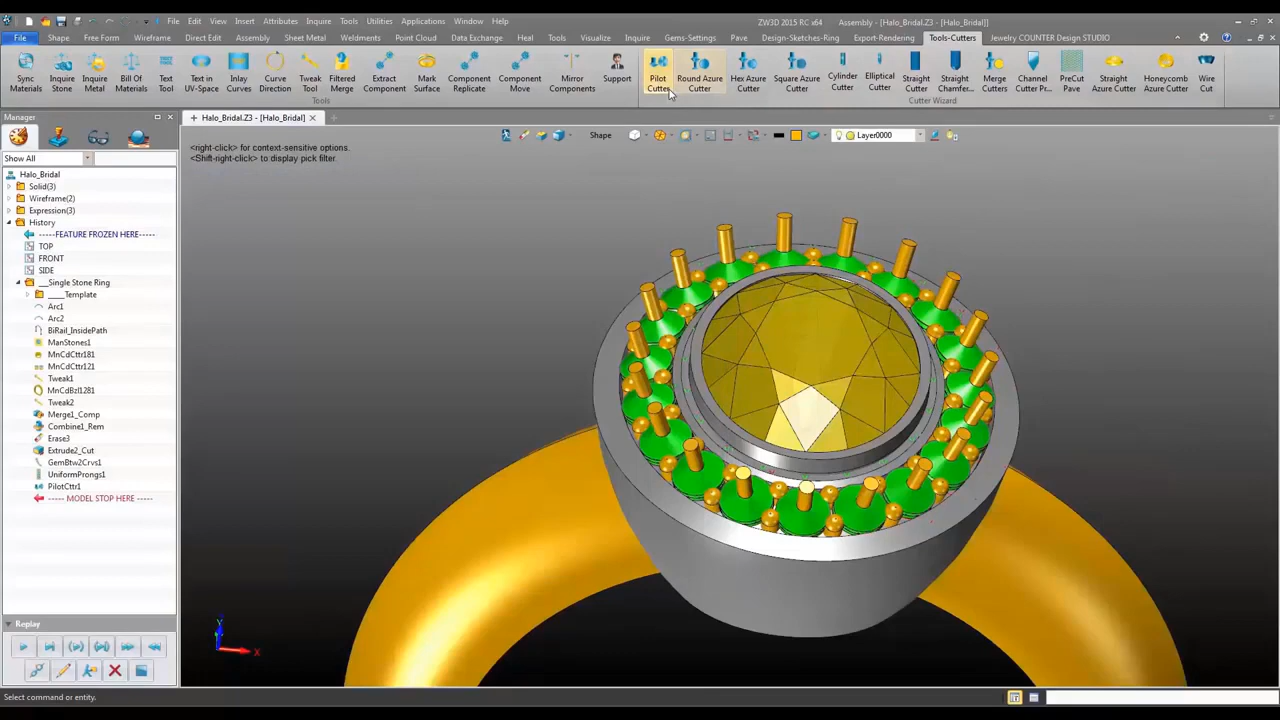 ZW3D 2015 RC x64 Assembly - [Halo_Bridal.Z3 - [Halo_Bridal]]
File Edit View Insert Attributes Inquire Tools Utilities Applications Window Help
File Shape Free Form Wireframe Direct Edit Assembly Sheet Metal Weldments Point Cloud Data Exchange Heal Tools Visualize Inquire Gems-Settings Pave Design-Sketches-Ring Export-Rendering Tools-Cutters Jewelry COUNTER Design STUDIO
Sync Materials
Inquire Stone
Inquire Metal
Bill Of Materials
Text Tool
Text in UV-Space
Inlay Curves
Curve Direction
Tweak Tool
Filtered Merge
Extract Component
Mark Surface
Component Replace
Component Move
Mirror Components
Support
Pilot Cutter
Round Azure Cutter
Hex Azure Cutter
Square Azure Cutter
Cylinder Cutter
Elliptical Cutter
Straight Cutter
Straight Chamfer...
Merge Cutters
Channel Cutter Pr...
PreCut Pave
Straight Azure Cutter
Honeycomb Azure Cutter
Wire Cut
Tools
Cutter Wizard
Manager
Halo_Bridal.Z3 - [Halo_Bridal]
Shape
Layer0000
<right-click> for context-sensitive options.
<Shift-right-click> to display pick filter.
Show All
Halo_Bridal
Solid(3)
Wireframe(2)
Expression(3)
History
-----FEATURE FROZEN HERE-----
TOP
FRONT
SIDE
__Single Stone Ring
____Template
Arc1
Arc2
BiRail_InsidePath
ManStones1
MnCdCttr181
MnCdCttr121
Tweak1
MnCdBzl1281
Tweak2
Merge1_Comp
Combine1_Rem
Erase3
Extrude2_Cut
GemBtw2Crvs1
UniformProngs1
PilotCttr1
----- MODEL STOP HERE -----
Replay
Y
X
Select command or entity.